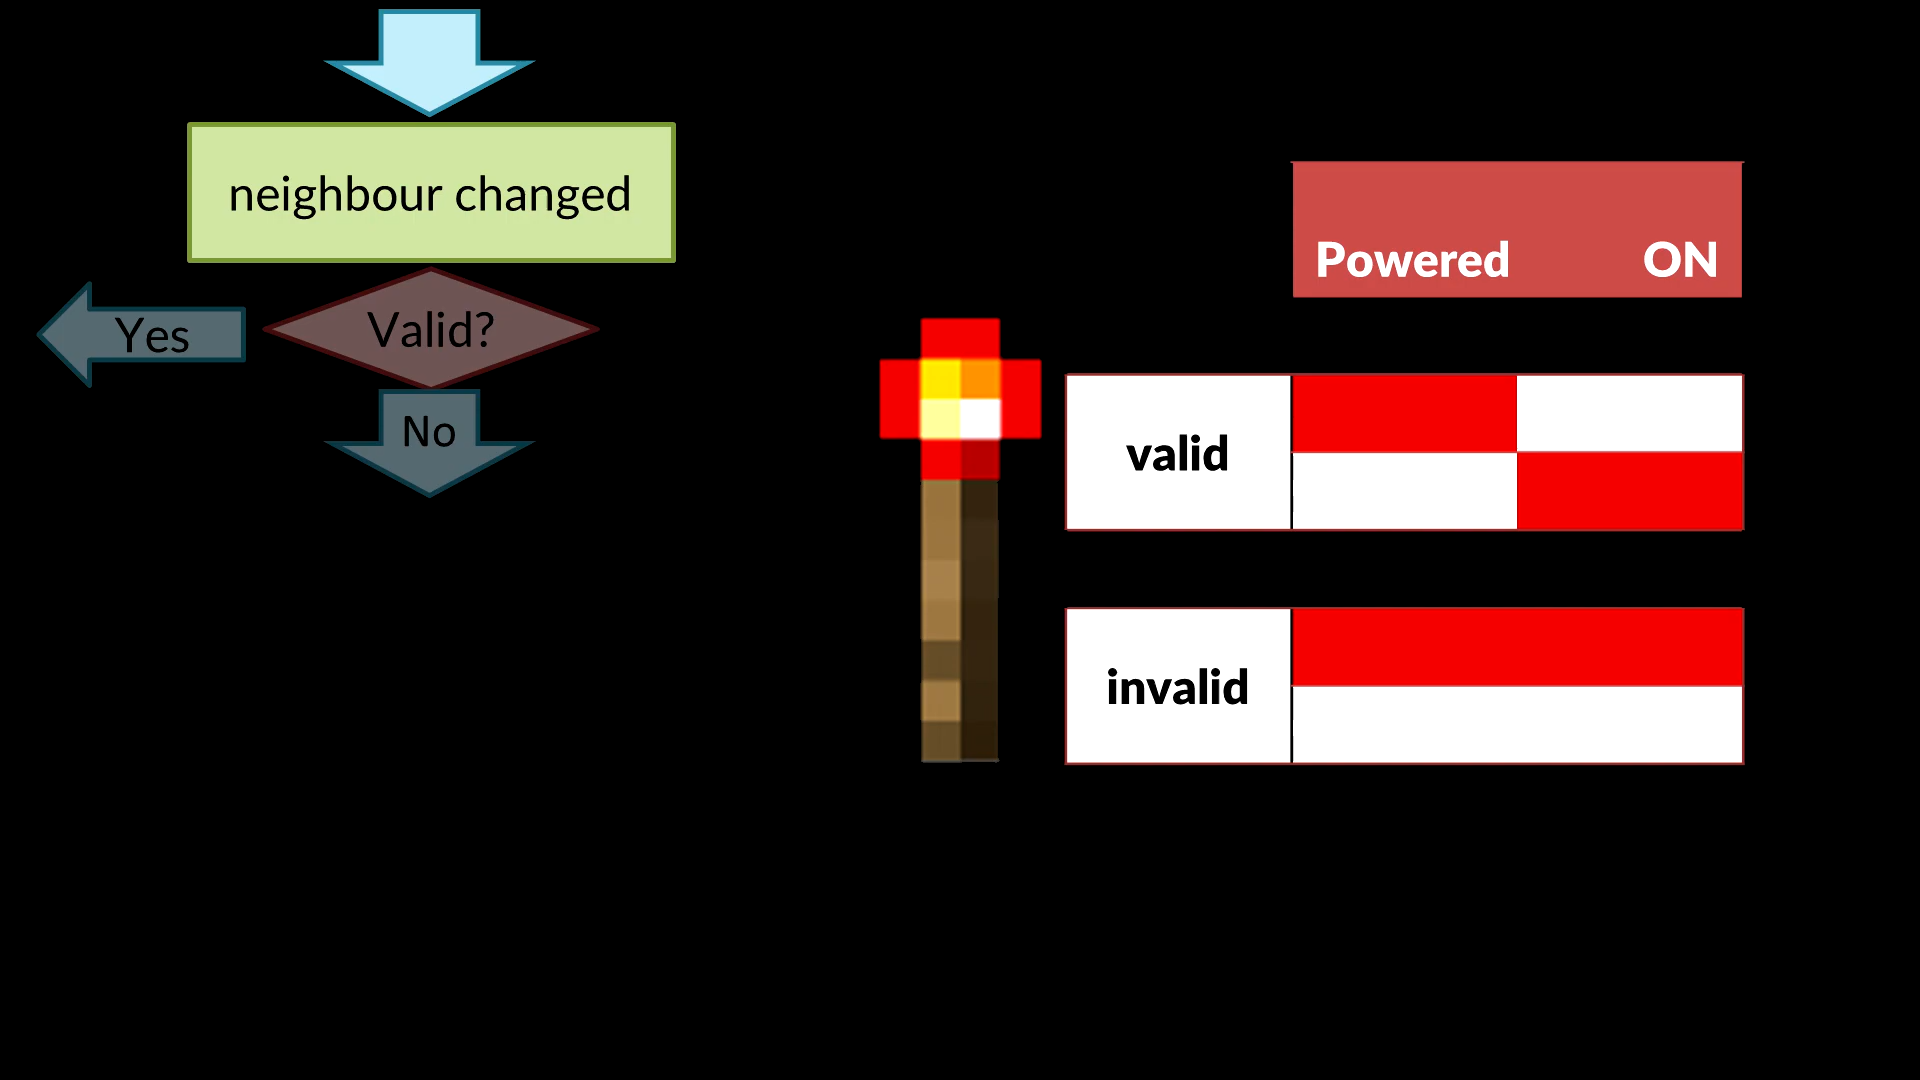 neighbour changed
Valid?
Yes
No
Powered ON
valid
invalid